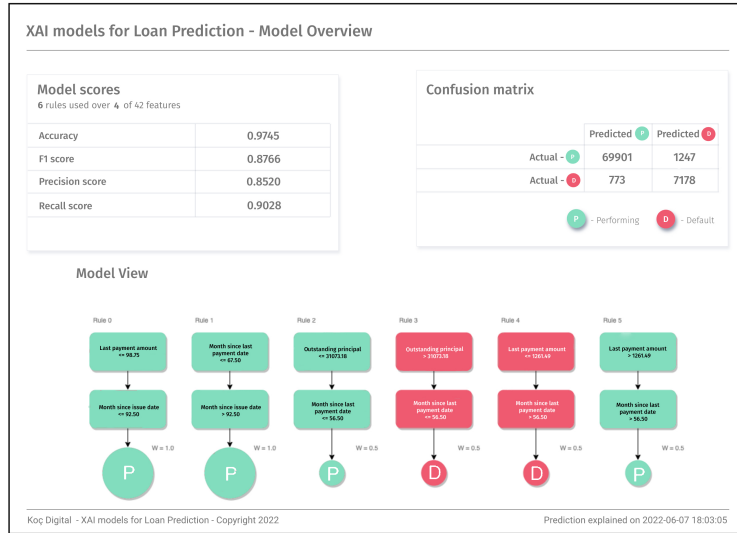 XAI models for Loan Prediction - Model Overview
Model scores
6 rules used over 4 of 42 features
Accuracy 0.9745
F1 score 0.8766
Precision score 0.8520
Recall score 0.9028
Confusion matrix
Predicted P Predicted D
Actual - P 69901 1247
Actual - D 773 7178
P - Performing D - Default
Model View
Rule 0
Last payment amount
<= 98.75
Month since issue date
<= 92.50
W = 1.0
P
Rule 1
Month since last
payment date
<= 67.50
Month since issue date
> 92.50
W = 1.0
P
Rule 2
Outstanding principal
<= 31073.18
Month since last
payment date
<= 56.50
W = 0.5
P
Rule 3
Outstanding principal
> 31073.18
Month since last
payment date
<= 56.50
W = 0.5
D
Rule 4
Last payment amount
<= 1261.49
Month since last
payment date
> 56.50
W = 0.5
D
Rule 5
Last payment amount
> 1261.49
Month since last
payment date
> 56.50
W = 0.5
P
Koç Digital - XAI models for Loan Prediction - Copyright 2022
Prediction explained on 2022-06-07 18:03:05